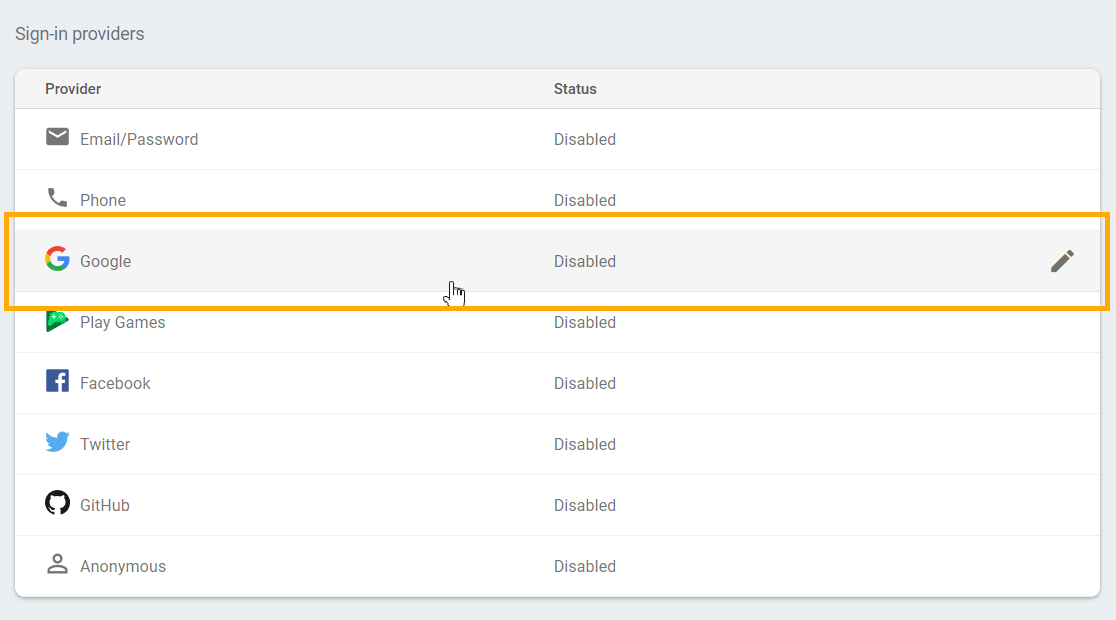 Sign-in providers
Provider Status
Email/Password Disabled
Phone Disabled
Google Disabled
Play Games Disabled
Facebook Disabled
Twitter Disabled
GitHub Disabled
Anonymous Disabled